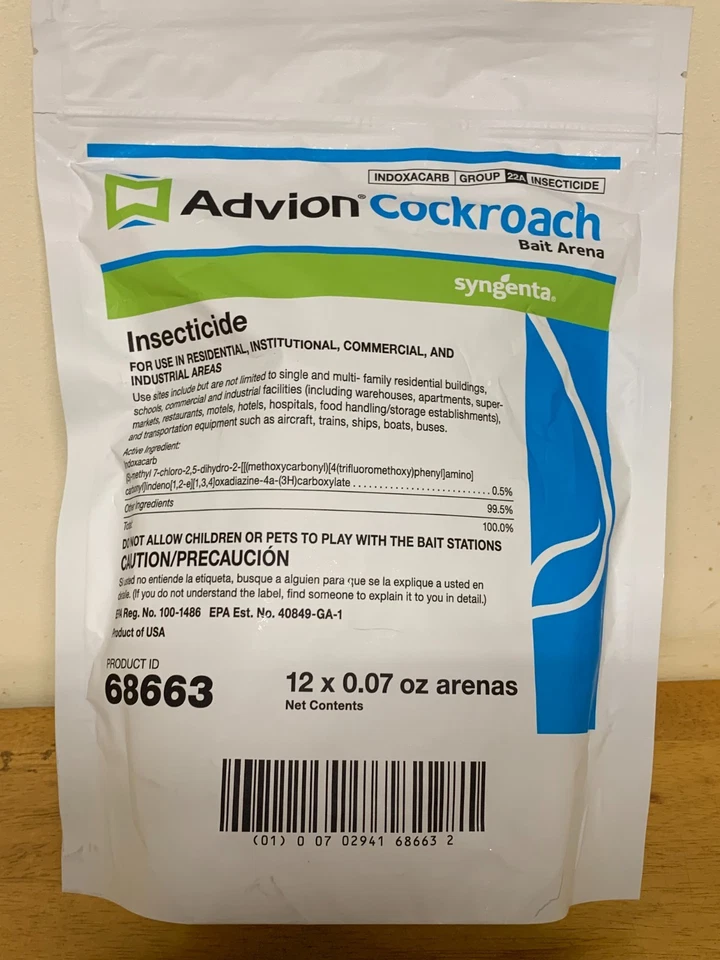 INDOXACARB GROUP 22A INSECTICIDE
Advion® Cockroach
Bait Arena
syngenta®
Insecticide
FOR USE IN RESIDENTIAL, INSTITUTIONAL, COMMERCIAL, AND
INDUSTRIAL AREAS
Use sites include but are not limited to single and multi- family residential buildings,
schools, commercial and industrial facilities (including warehouses, apartments, super-
markets, restaurants, motels, hotels, hospitals, food handling/storage establishments),
and transportation equipment such as aircraft, trains, ships, boats, buses.
Active Ingredient:
Indoxacarb
[(S)methyl 7-chloro-2,5-dihydro-2-[[(methoxycarbonyl)[4(trifluoromethoxy)phenyl]amino]
carbonyl]indeno[1,2-e][1,3,4]oxadiazine-4a-(3H)carboxylate . . . . . . . . . . . . . . . . . . . . . . . . 0.5%
Other Ingredients 99.5%
Total 100.0%
DO NOT ALLOW CHILDREN OR PETS TO PLAY WITH THE BAIT STATIONS
CAUTION/PRECAUCIÓN
Si usted no entiende la etiqueta, busque a alguien para que se la explique a usted en
detalle. (If you do not understand the label, find someone to explain it to you in detail.)
EPA Reg. No. 100-1486 EPA Est. No. 40849-GA-1
Product of USA
PRODUCT ID
68663
12 x 0.07 oz arenas
Net Contents
(01) 0 07 02941 68663 2